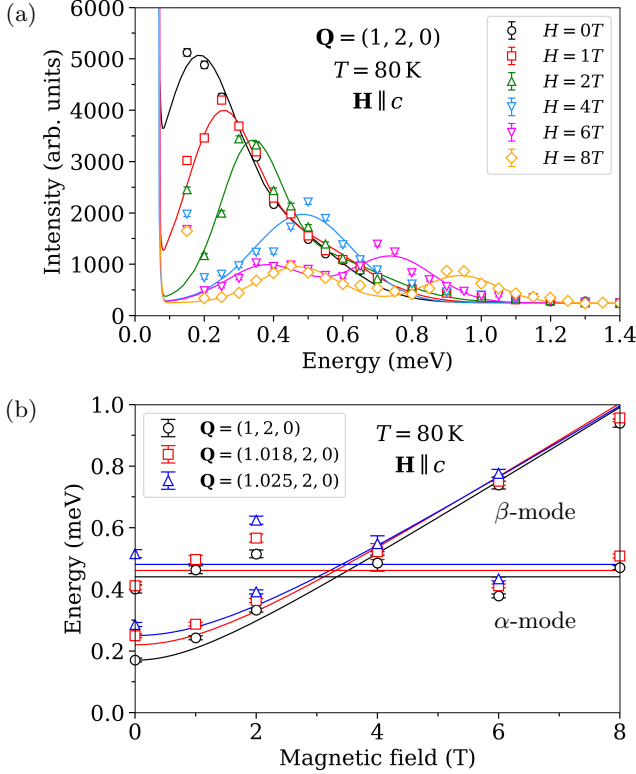 (a)
6000
5000
4000
3000
2000
1000
0
Intensity (arb. units)
Q = (1, 2, 0)
T = 80 K
H ∥ c
H = 0T
H = 1T
H = 2T
H = 4T
H = 6T
H = 8T
0.0 0.2 0.4 0.6 0.8 1.0 1.2 1.4
Energy (meV)
(b)
1.0
0.8
0.6
0.4
0.2
0.0
Energy (meV)
Q = (1, 2, 0)
Q = (1.018, 2, 0)
Q = (1.025, 2, 0)
T = 80 K
H ∥ c
β-mode
α-mode
0 2 4 6 8
Magnetic field (T)